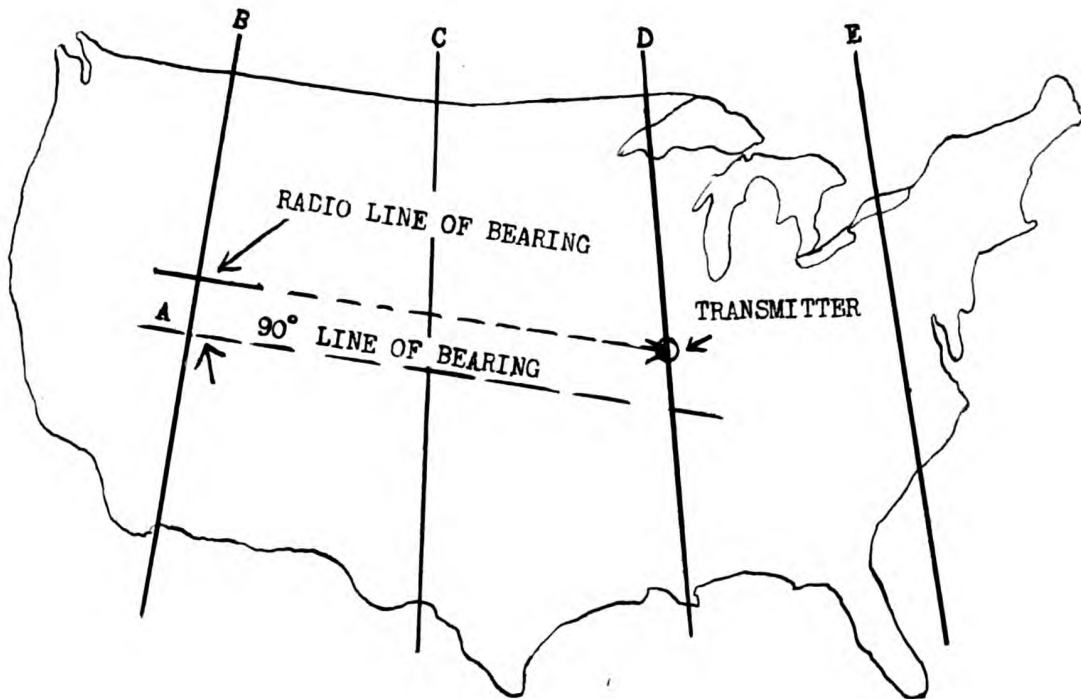 B
C
D
E
RADIO LINE OF BEARING
TRANSMITTER
A
90° LINE OF BEARING